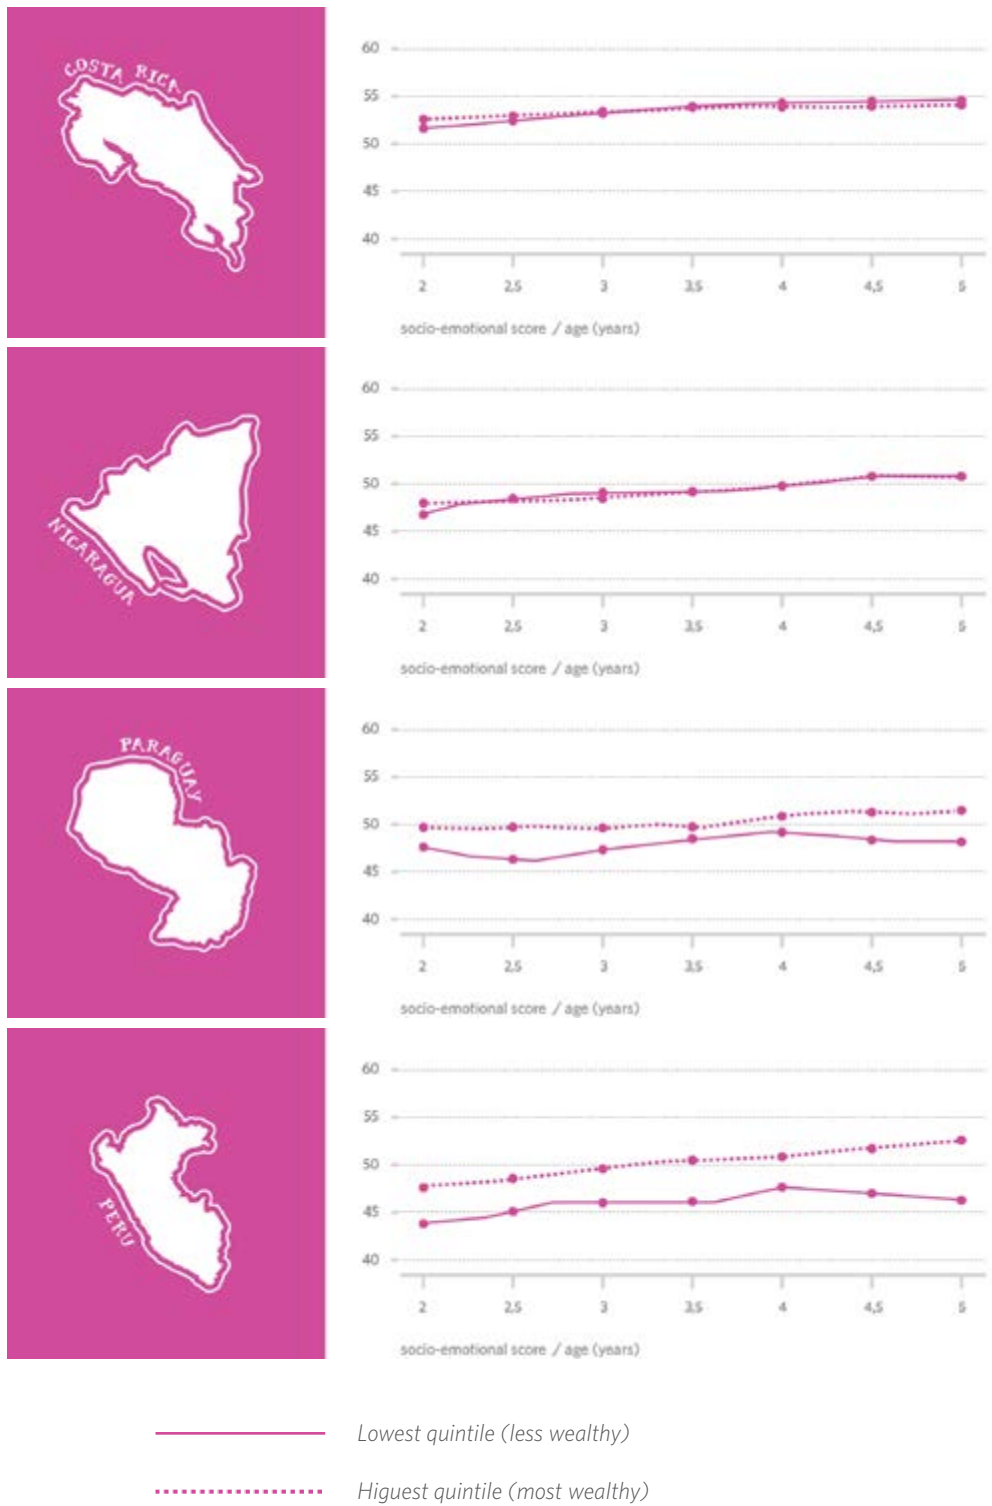 COSTA RICA
60
55
50
45
40
2 2,5 3 3,5 4 4,5 5
socio-emotional score / age (years)
NICARAGUA
60
55
50
45
40
2 2,5 3 3,5 4 4,5 5
socio-emotional score / age (years)
PARAGUAY
60
55
50
45
40
2 2,5 3 3,5 4 4,5 5
socio-emotional score / age (years)
PERU
60
55
50
45
40
2 2,5 3 3,5 4 4,5 5
socio-emotional score / age (years)
Lowest quintile (less wealthy)
Higuest quintile (most wealthy)